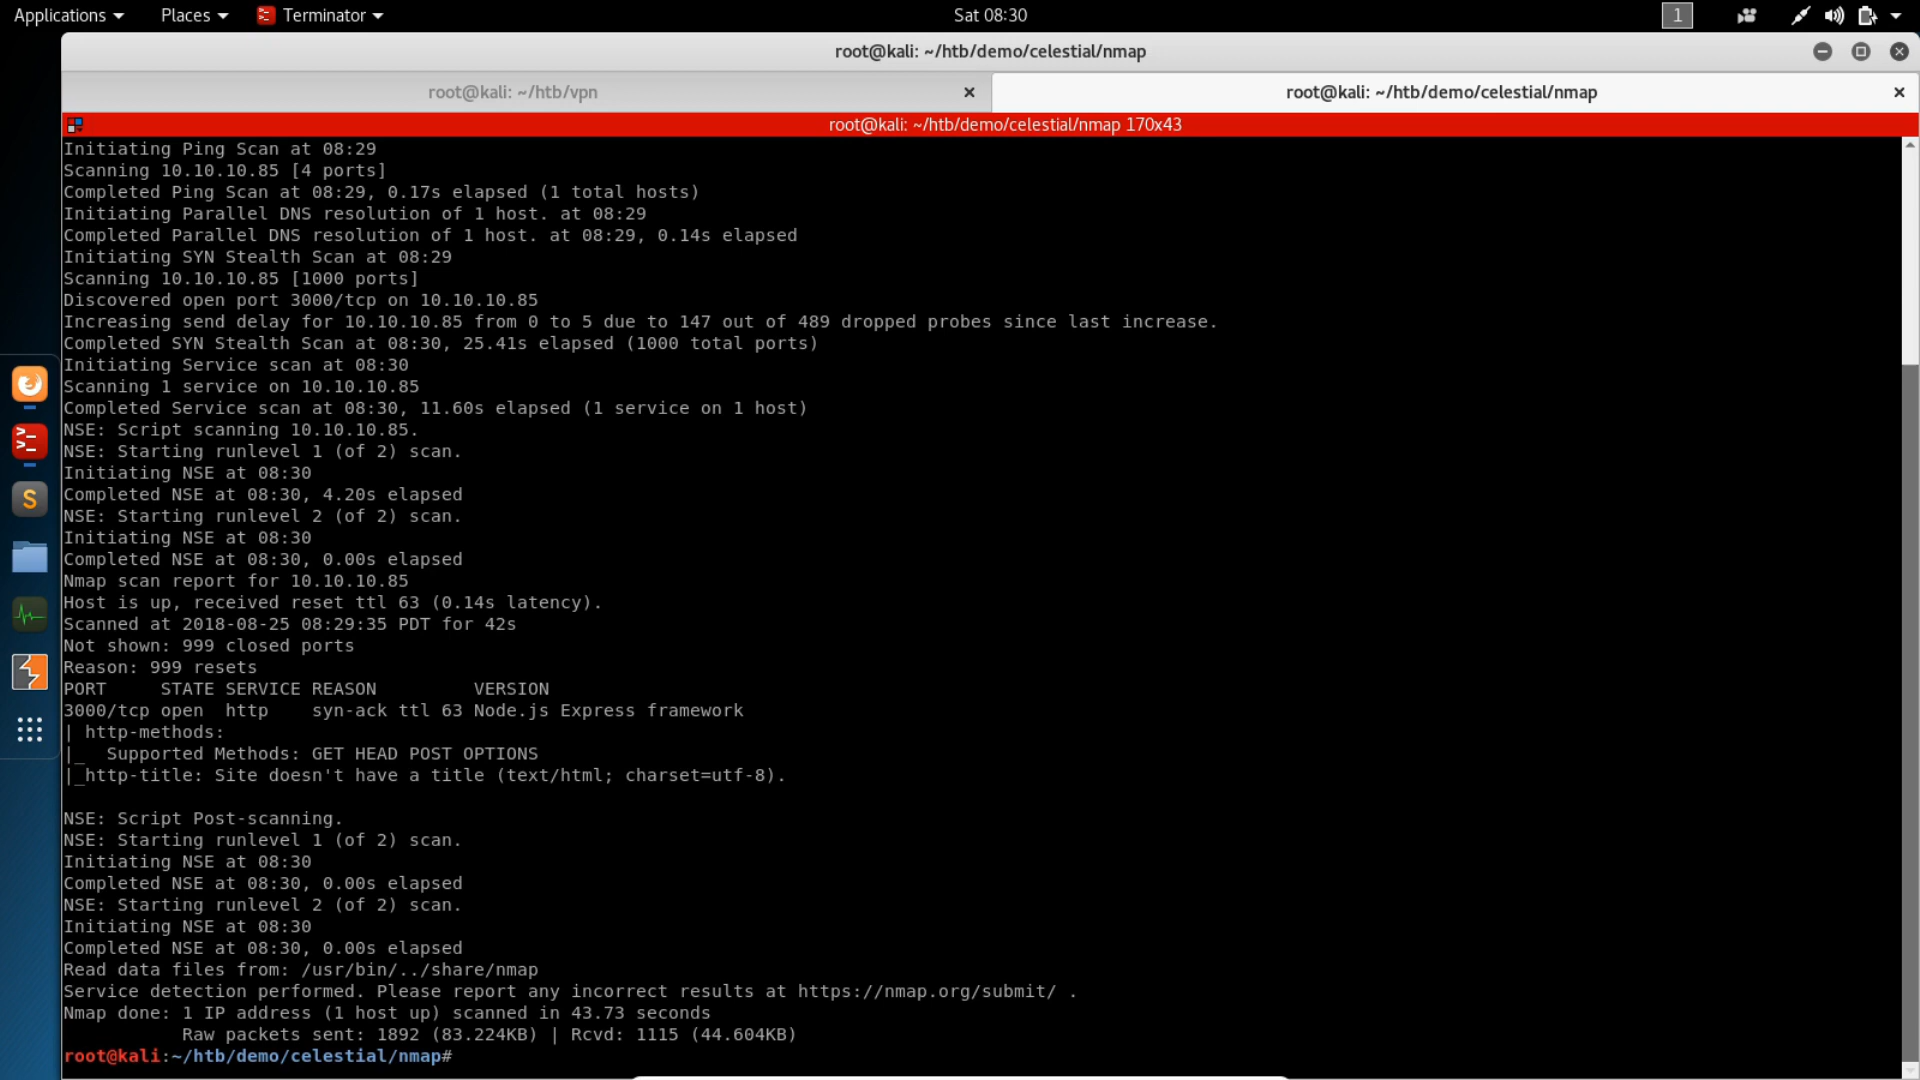 Applications Places Terminator Sat 08:30 1
root@kali: ~/htb/demo/celestial/nmap
root@kali: ~/htb/vpn root@kali: ~/htb/demo/celestial/nmap
root@kali: ~/htb/demo/celestial/nmap 170x43
Initiating Ping Scan at 08:29
Scanning 10.10.10.85 [4 ports]
Completed Ping Scan at 08:29, 0.17s elapsed (1 total hosts)
Initiating Parallel DNS resolution of 1 host. at 08:29
Completed Parallel DNS resolution of 1 host. at 08:29, 0.14s elapsed
Initiating SYN Stealth Scan at 08:29
Scanning 10.10.10.85 [1000 ports]
Discovered open port 3000/tcp on 10.10.10.85
Increasing send delay for 10.10.10.85 from 0 to 5 due to 147 out of 489 dropped probes since last increase.
Completed SYN Stealth Scan at 08:30, 25.41s elapsed (1000 total ports)
Initiating Service scan at 08:30
Scanning 1 service on 10.10.10.85
Completed Service scan at 08:30, 11.60s elapsed (1 service on 1 host)
NSE: Script scanning 10.10.10.85.
NSE: Starting runlevel 1 (of 2) scan.
Initiating NSE at 08:30
Completed NSE at 08:30, 4.20s elapsed
NSE: Starting runlevel 2 (of 2) scan.
Initiating NSE at 08:30
Completed NSE at 08:30, 0.00s elapsed
Nmap scan report for 10.10.10.85
Host is up, received reset ttl 63 (0.14s latency).
Scanned at 2018-08-25 08:29:35 PDT for 42s
Not shown: 999 closed ports
Reason: 999 resets
PORT     STATE SERVICE REASON         VERSION
3000/tcp open  http    syn-ack ttl 63 Node.js Express framework
| http-methods:
|_  Supported Methods: GET HEAD POST OPTIONS
|_http-title: Site doesn't have a title (text/html; charset=utf-8).
NSE: Script Post-scanning.
NSE: Starting runlevel 1 (of 2) scan.
Initiating NSE at 08:30
Completed NSE at 08:30, 0.00s elapsed
NSE: Starting runlevel 2 (of 2) scan.
Initiating NSE at 08:30
Completed NSE at 08:30, 0.00s elapsed
Read data files from: /usr/bin/../share/nmap
Service detection performed. Please report any incorrect results at https://nmap.org/submit/ .
Nmap done: 1 IP address (1 host up) scanned in 43.73 seconds
           Raw packets sent: 1892 (83.224KB) | Rcvd: 1115 (44.604KB)
root@kali:~/htb/demo/celestial/nmap#